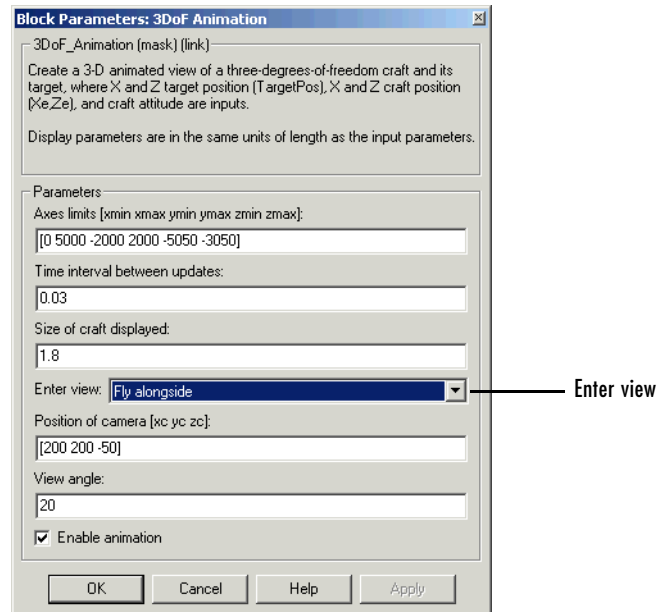 Block Parameters: 3DoF Animation
3DoF_Animation (mask) (link)
Create a 3-D animated view of a three-degrees-of-freedom craft and its
target, where X and Z target position (TargetPos), X and Z craft position
(Xe,Ze), and craft attitude are inputs.
Display parameters are in the same units of length as the input parameters.
Parameters
Axes limits [xmin xmax ymin ymax zmin zmax]:
[0 5000 -2000 2000 -5050 -3050]
Time interval between updates:
0.03
Size of craft displayed:
1.8
Enter view: Fly alongside
Enter view
Position of camera [xc yc zc]:
[200 200 -50]
View angle:
20
Enable animation
OK Cancel Help Apply